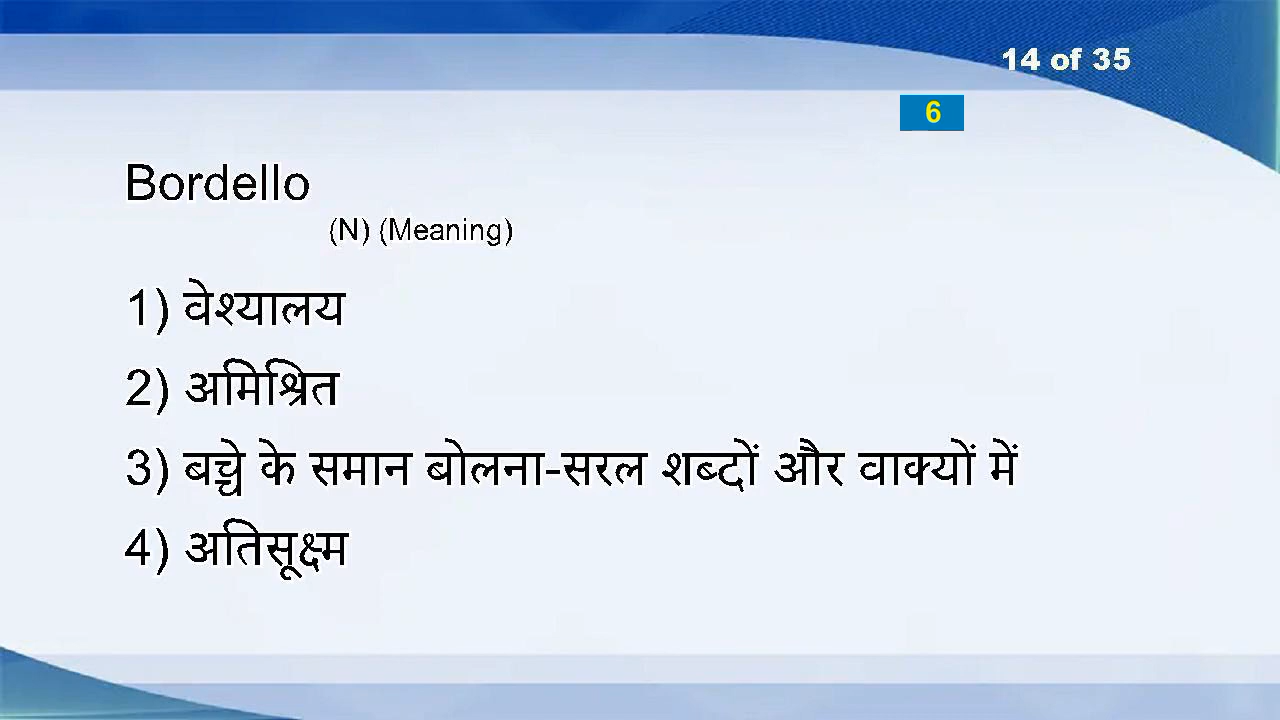 14 of 35
6
Bordello
(N) (Meaning)
1) वेश्यालय
2) अमिश्रित
3) बच्चे के समान बोलना-सरल शब्दों और वाक्यों में
4) अतिसूक्ष्म